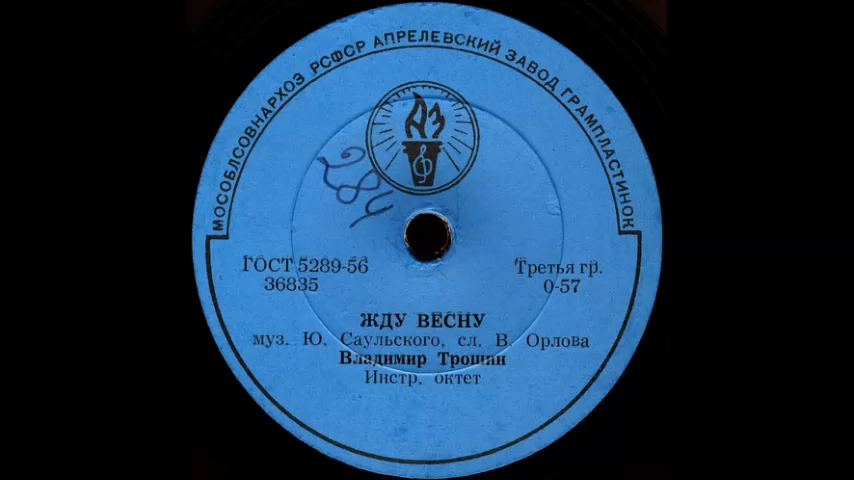 МОСОБЛСОВНАРХОЗ РСФСР АПРЕЛЕВСКИЙ ЗАВОД ГРАМПЛАСТИНОК
АЗ
284
ГОСТ 5289-56
36835
Третья гр.
0-57
ЖДУ ВЕСНУ
муз. Ю. Саульского, сл. В. Орлова
Владимир Трошин
Инстр. октет